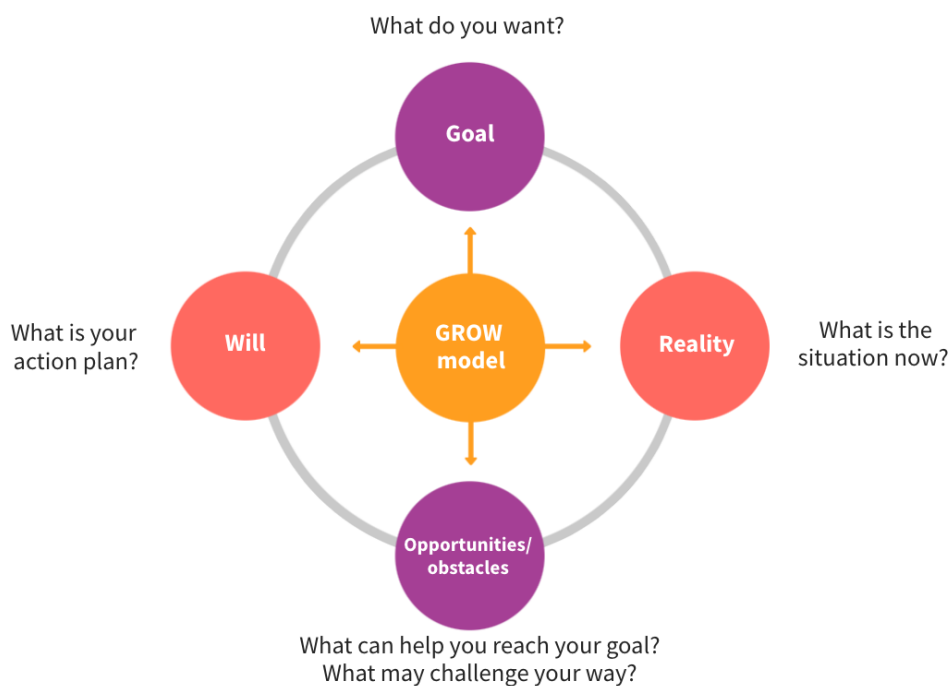 What do you want?
Goal
What is your
action plan?
Will
GROW
model
Reality
What is the
situation now?
Opportunities/
obstacles
What can help you reach your goal?
What may challenge your way?